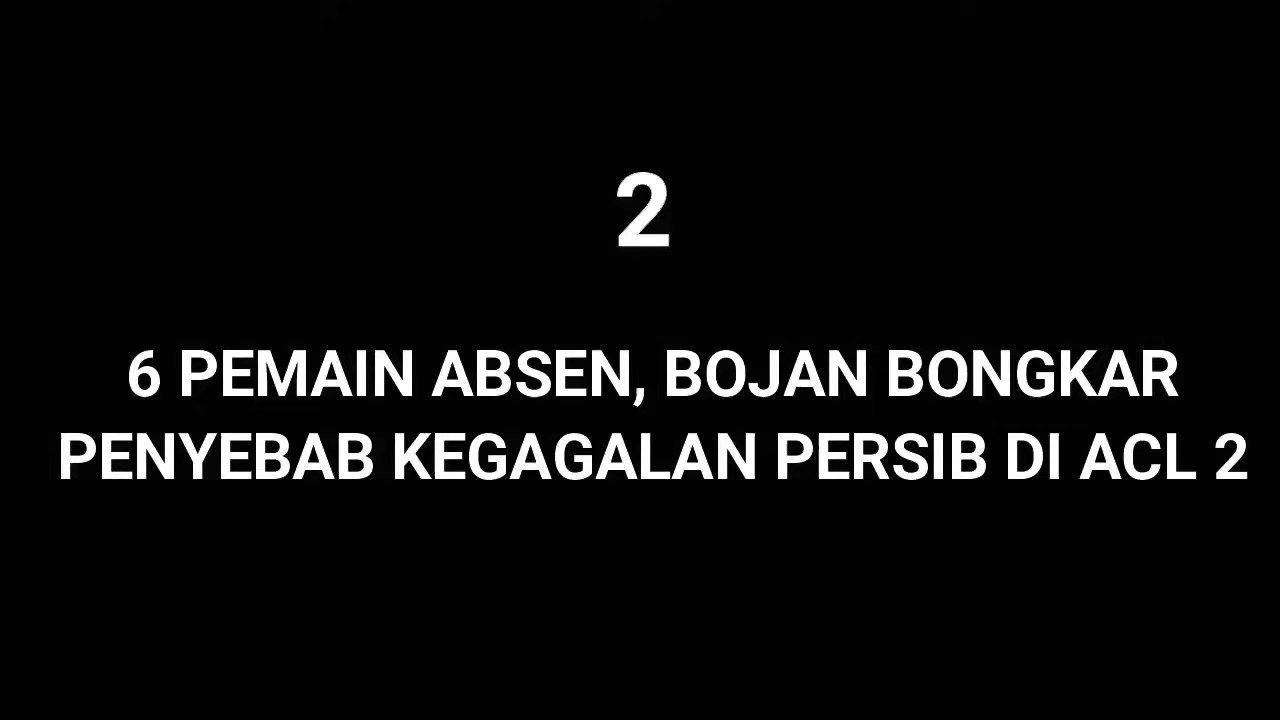 2
6 PEMAIN ABSEN, BOJAN BONGKAR
PENYEBAB KEGAGALAN PERSIB DI ACL 2